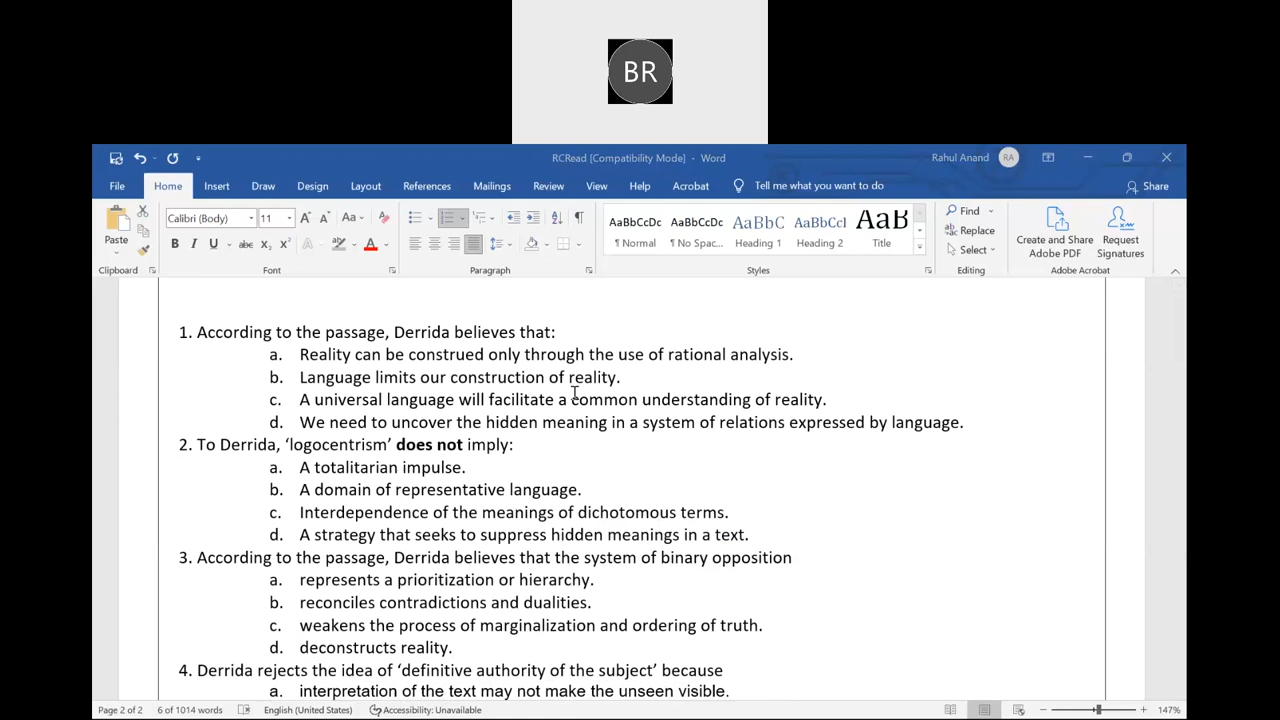 BR
RCRead [Compatibility Mode] - Word
Rahul Anand RA
File Home Insert Draw Design Layout References Mailings Review View Help Acrobat Tell me what you want to do Share
Calibri (Body) 11 A A Aa A
AaBbCcDc AaBbCcDc AaBbC AaBbCcI AaB
Find
Replace
Select
Paste
B I U abc X₂ X² A A
¶ Normal ¶ No Spac... Heading 1 Heading 2 Title
Create and Share Adobe PDF
Request Signatures
Clipboard Font Paragraph Styles Editing Adobe Acrobat
1. According to the passage, Derrida believes that:
a. Reality can be construed only through the use of rational analysis.
b. Language limits our construction of reality.
c. A universal language will facilitate a common understanding of reality.
d. We need to uncover the hidden meaning in a system of relations expressed by language.
2. To Derrida, ‘logocentrism’ does not imply:
a. A totalitarian impulse.
b. A domain of representative language.
c. Interdependence of the meanings of dichotomous terms.
d. A strategy that seeks to suppress hidden meanings in a text.
3. According to the passage, Derrida believes that the system of binary opposition
a. represents a prioritization or hierarchy.
b. reconciles contradictions and dualities.
c. weakens the process of marginalization and ordering of truth.
d. deconstructs reality.
4. Derrida rejects the idea of ‘definitive authority of the subject’ because
a. interpretation of the text may not make the unseen visible.
Page 2 of 2 6 of 1014 words English (United States) Accessibility: Unavailable 147%